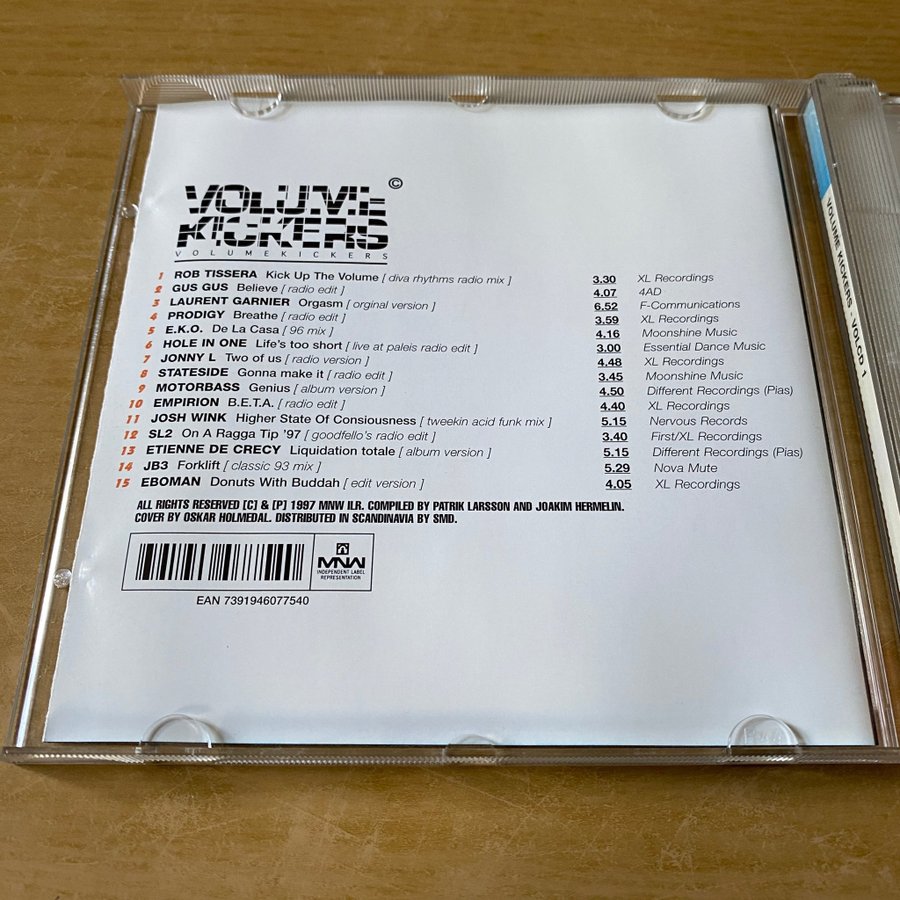 ©
VOLUME
KICKERS
VOLUMEKICKERS
1 ROB TISSERA Kick Up The Volume [ diva rhythms radio mix ] 3.30 XL Recordings
2 GUS GUS Believe [ radio edit ] 4.07 4AD
3 LAURENT GARNIER Orgasm [ orginal version ] 6.52 F-Communications
4 PRODIGY Breathe [ radio edit ] 3.59 XL Recordings
5 E.K.O. De La Casa [ 96 mix ] 4.16 Moonshine Music
6 HOLE IN ONE Life's too short [ live at paleis radio edit ] 3.00 Essential Dance Music
7 JONNY L Two of us [ radio version ] 4.48 XL Recordings
8 STATESIDE Gonna make it [ radio edit ] 3.45 Moonshine Music
9 MOTORBASS Genius [ album version ] 4.50 Different Recordings (Pias)
10 EMPIRION B.E.T.A. [ radio edit ] 4.40 XL Recordings
11 JOSH WINK Higher State Of Consiousness [ tweekin acid funk mix ] 5.15 Nervous Records
12 SL2 On A Ragga Tip '97 [ goodfello's radio edit ] 3.40 First/XL Recordings
13 ETIENNE DE CRECY Liquidation totale [ album version ] 5.15 Different Recordings (Pias)
14 JB3 Forklift [ classic 93 mix ] 5.29 Nova Mute
15 EBOMAN Donuts With Buddah [ edit version ] 4.05 XL Recordings
ALL RIGHTS RESERVED [C] & [P] 1997 MNW ILR. COMPILED BY PATRIK LARSSON AND JOAKIM HERMELIN.
COVER BY OSKAR HOLMEDAL. DISTRIBUTED IN SCANDINAVIA BY SMD.
MNW
INDEPENDENT LABEL
REPRESENTATION
EAN 7391946077540
VOLUME KICKERS - VOLCD 1